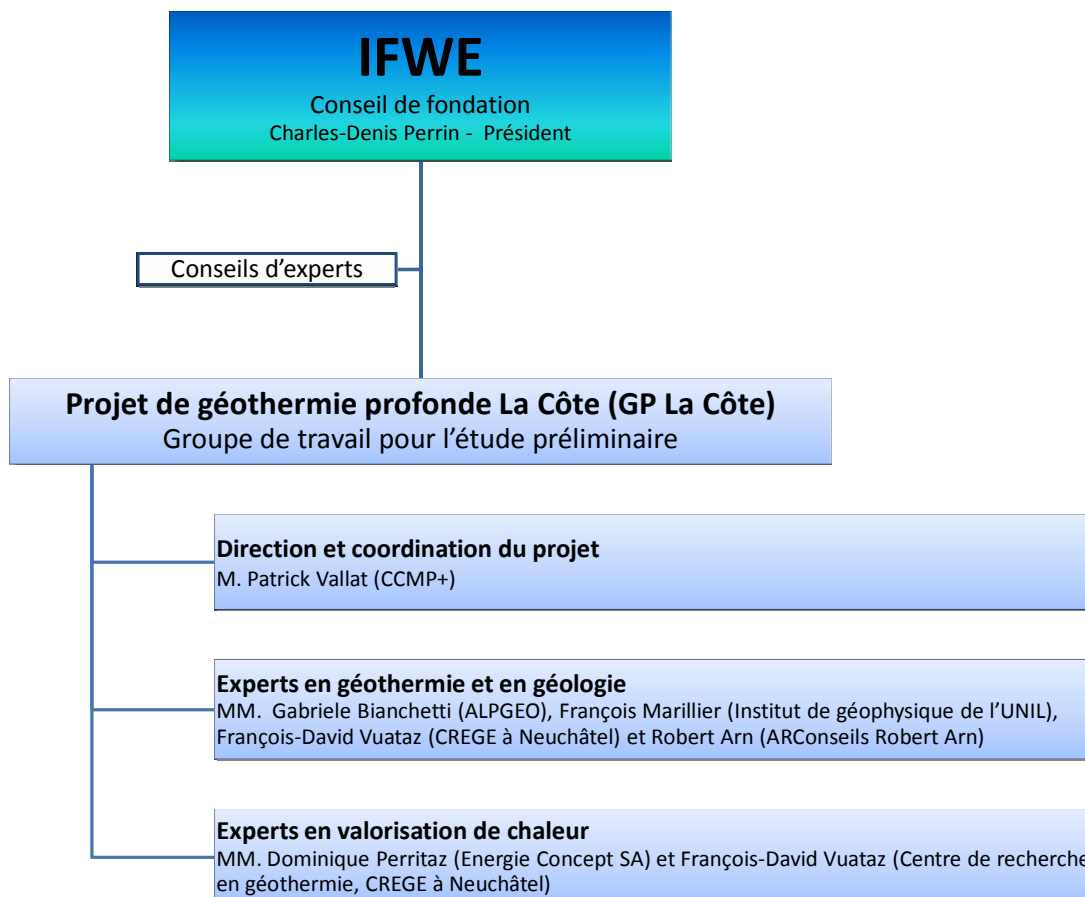 IFWE
Conseil de fondation
Charles-Denis Perrin - Président
Conseils d'experts
Projet de géothermie profonde La Côte (GP La Côte)
Groupe de travail pour l'étude préliminaire
Direction et coordination du projet
M. Patrick Vallat (CCMP+)
Experts en géothermie et en géologie
MM. Gabriele Bianchetti (ALPGEO), François Marillier (Institut de géophysique de l'UNIL),
François-David Vuataz (CREGE à Neuchâtel) et Robert Arn (ARConseils Robert Arn)
Experts en valorisation de chaleur
MM. Dominique Perritaz (Energie Concept SA) et François-David Vuataz (Centre de recherche
en géothermie, CREGE à Neuchâtel)